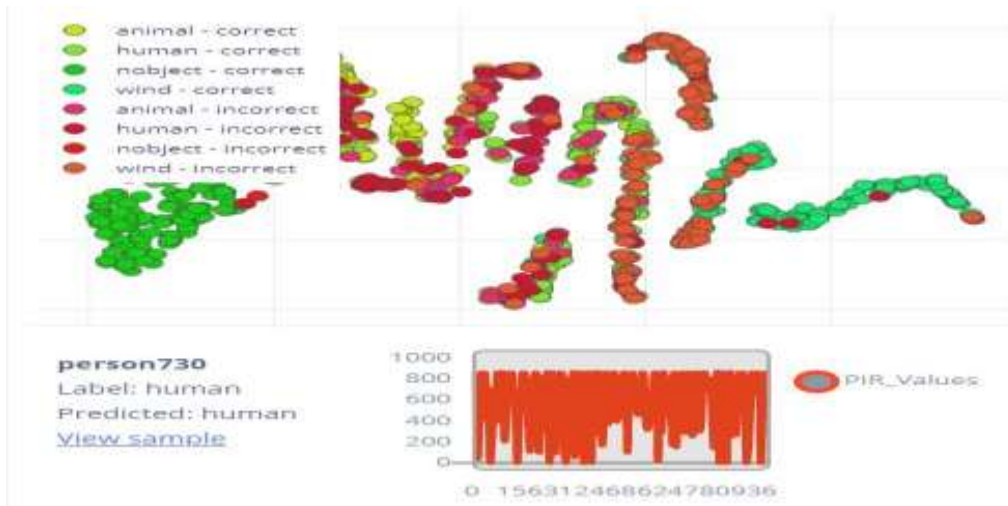 animal - correct
human - correct
nobject - correct
wind - correct
animal - incorrect
human - incorrect
nobject - incorrect
wind - incorrect
person730
Label: human
Predicted: human
View sample
1000
800
600
400
200
0
0 156312468624780936
PIR_Values